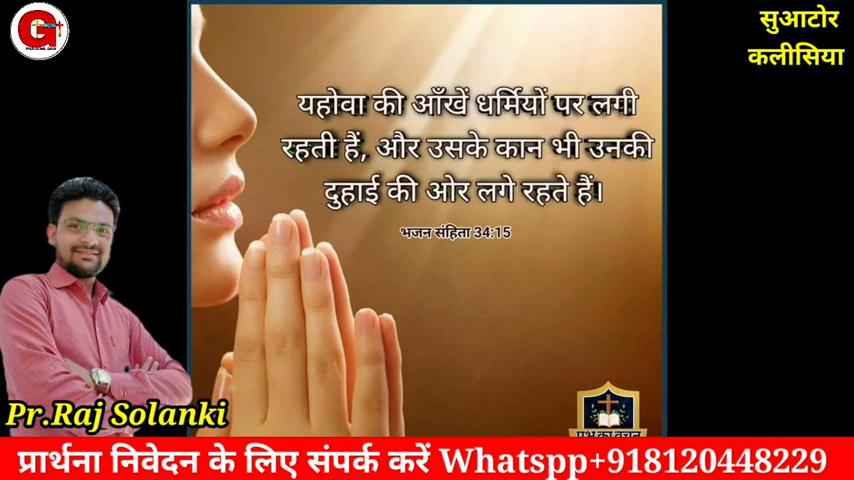 G
सुआटोर
कलीसिया
यहोवा की आँखें धर्मियों पर लगी
रहती हैं, और उसके कान भी उनकी
दुहाई की ओर लगे रहते हैं।
भजन संहिता 34:15
Pr.Raj Solanki
प्रार्थना निवेदन के लिए संपर्क करें Whatspp+918120448229